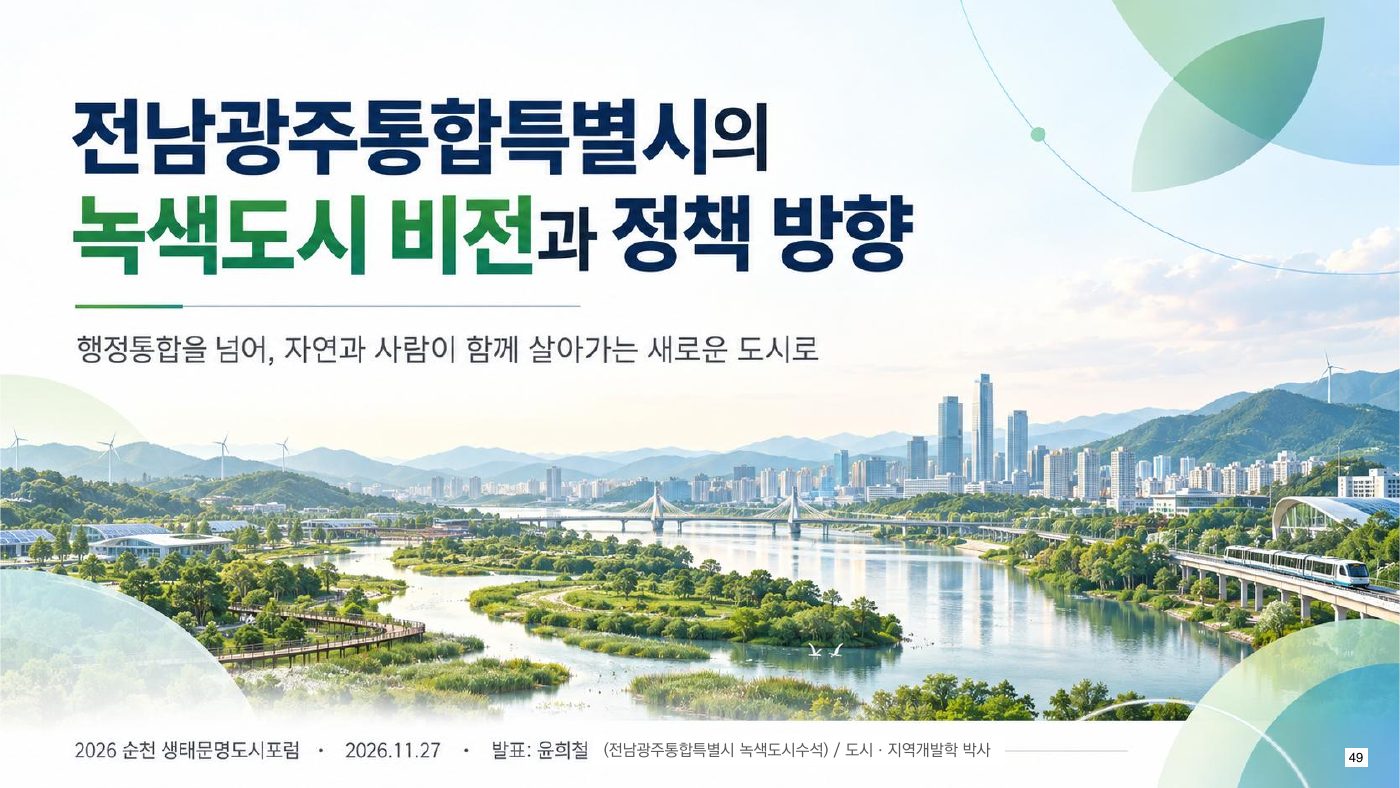 전남광주통합특별시의
녹색도시 비전과 정책 방향
행정통합을 넘어, 자연과 사람이 함께 살아가는 새로운 도시로
2026 순천 생태문명도시포럼 • 2026.11.27 • 발표: 윤희철 (전남광주통합특별시 녹색도시수석) / 도시 · 지역개발학 박사
49